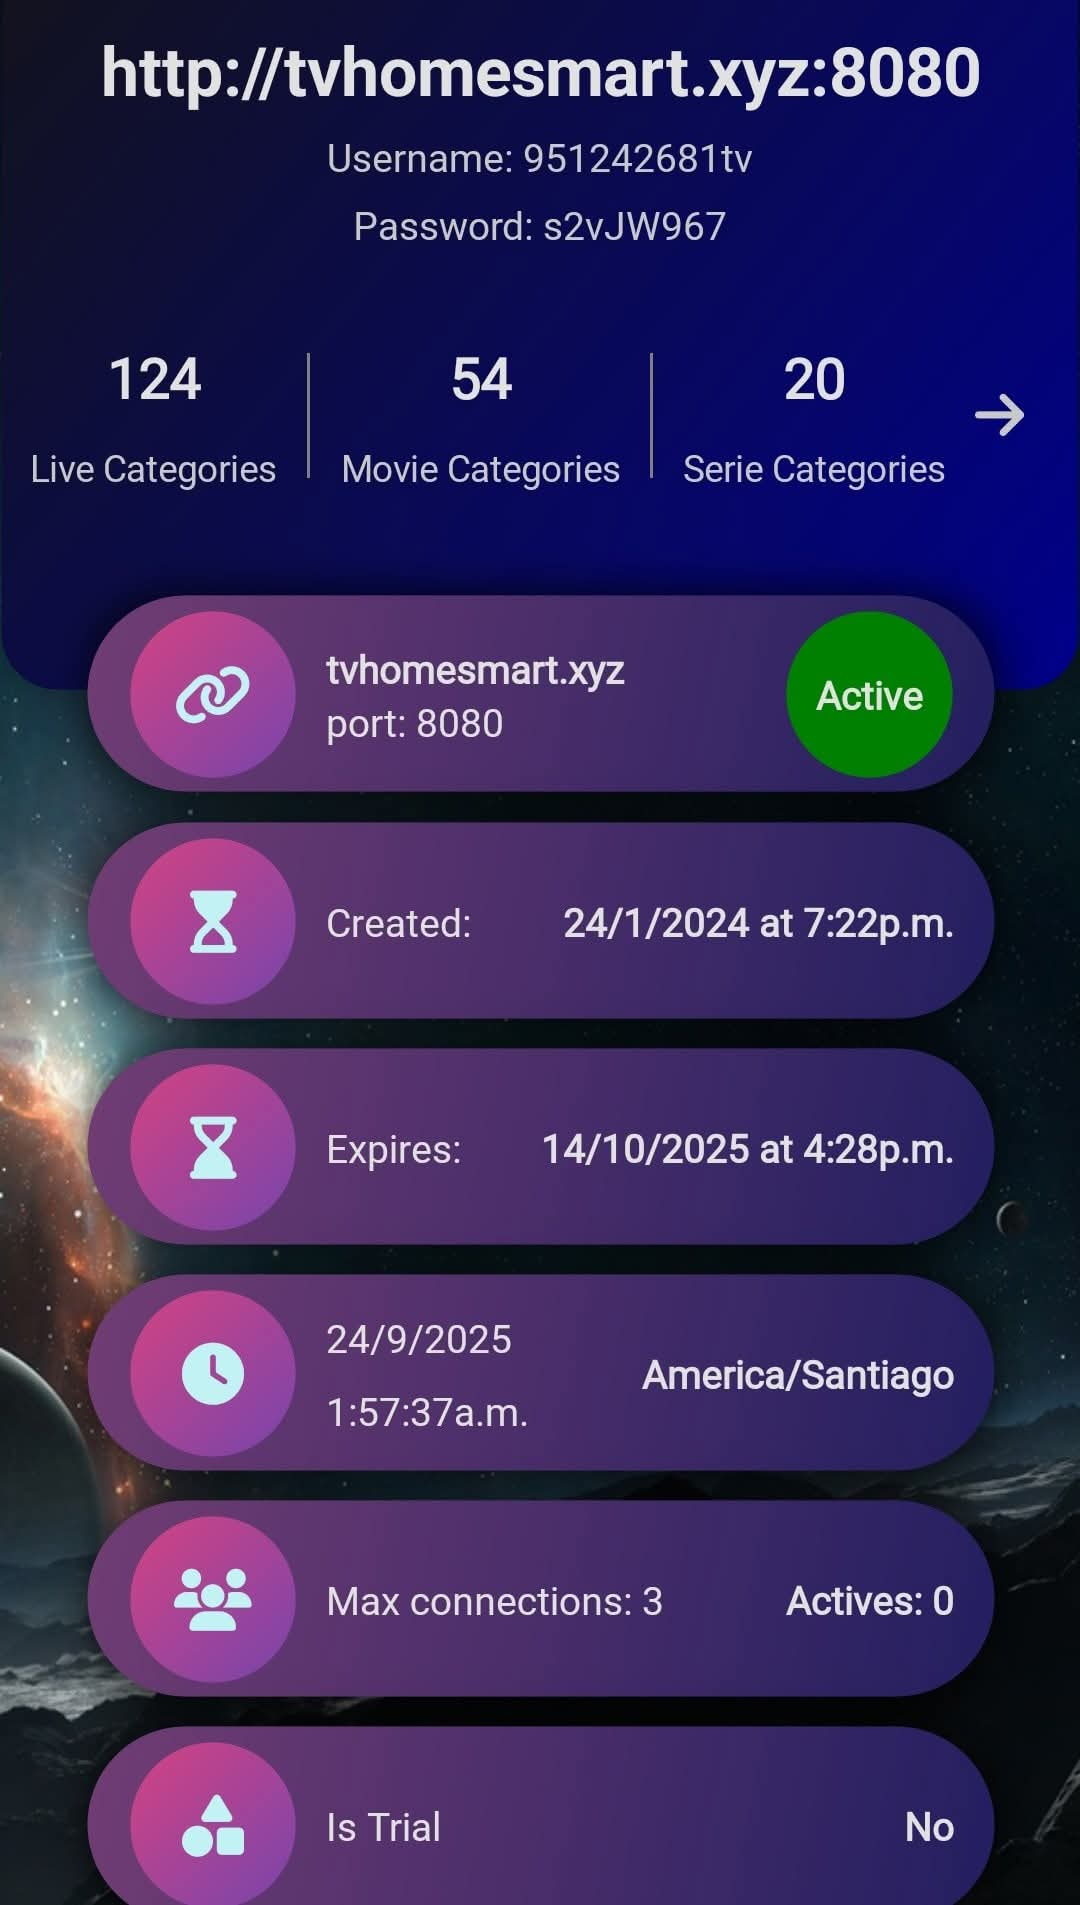 http://tvhomesmart.xyz:8080
Username: 951242681tv
Password: s2vJW967
124
Live Categories
54
Movie Categories
20
Serie Categories
tvhomesmart.xyz
port: 8080
Active
Created:
24/1/2024 at 7:22p.m.
Expires:
14/10/2025 at 4:28p.m.
24/9/2025
1:57:37a.m.
America/Santiago
Max connections: 3
Actives: 0
Is Trial
No